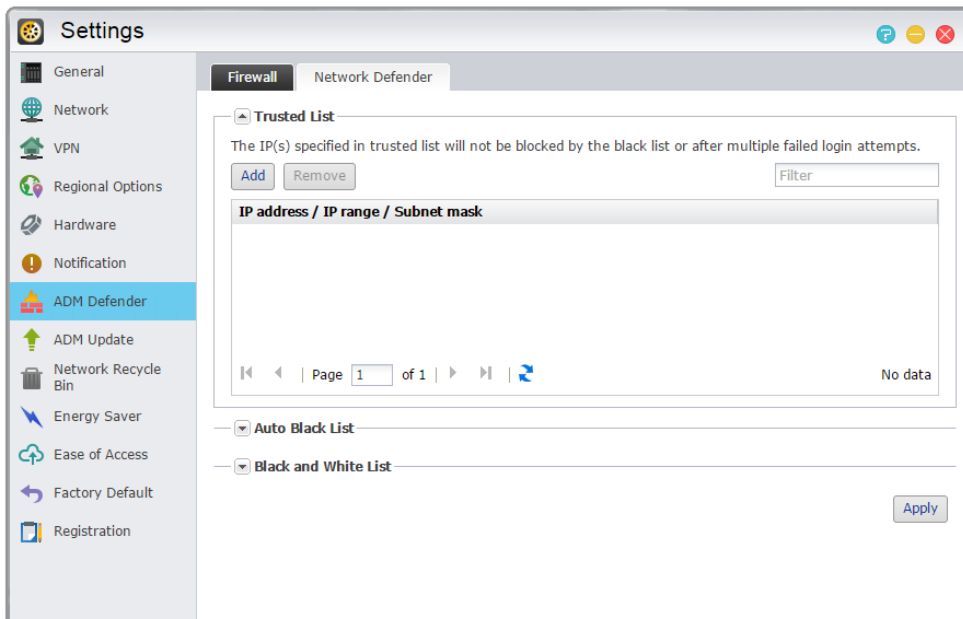 Settings
General
Network
VPN
Regional Options
Hardware
Notification
ADM Defender
ADM Update
Network Recycle
Bin
Energy Saver
Ease of Access
Factory Default
Registration
Firewall
Network Defender
Trusted List
The IP(s) specified in trusted list will not be blocked by the black list or after multiple failed login attempts.
Add
Remove
Filter
IP address / IP range / Subnet mask
Page 1 of 1
No data
Auto Black List
Black and White List
Apply